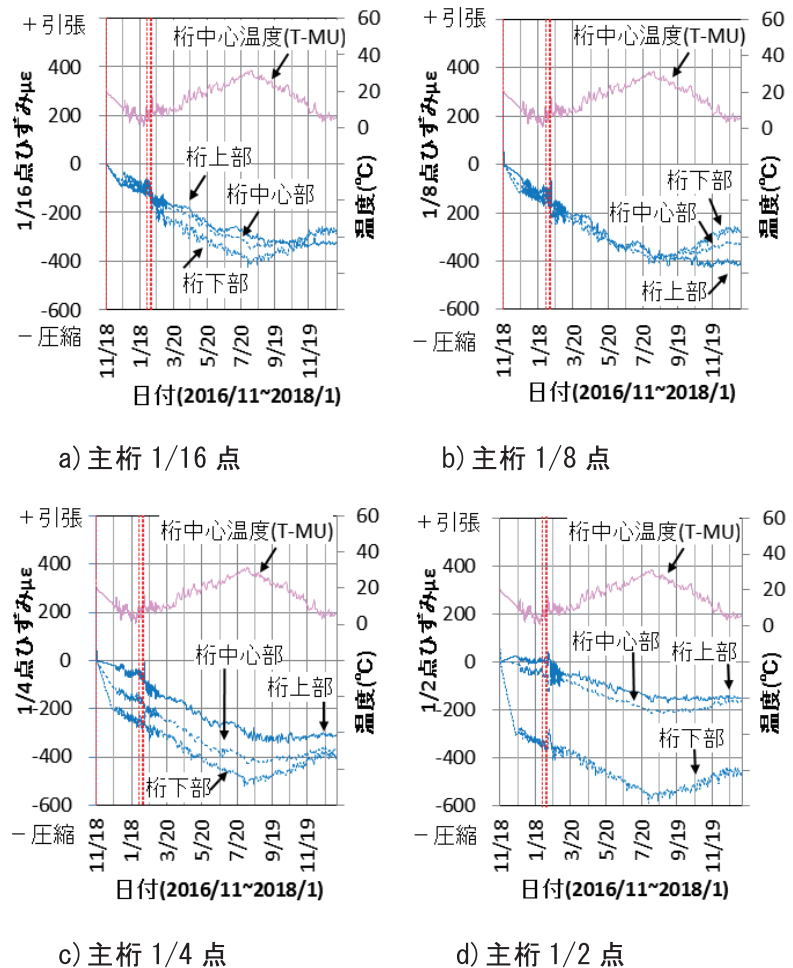 +引張
60
400
桁中心温度(T-MU)
40
200
20
0
0
-200
桁上部
桁中心部
-400
桁下部
-600
−圧縮
1/16点ひずみμε
温度(℃)
11/18
1/18
3/20
5/20
7/20
9/19
11/19
日付(2016/11~2018/1)
a)主桁 1/16 点
+引張
60
400
桁中心温度(T-MU)
40
200
20
0
0
-200
桁下部
桁中心部
-400
桁上部
-600
−圧縮
1/8点ひずみμε
温度(℃)
11/18
1/18
3/20
5/20
7/20
9/19
11/19
日付(2016/11~2018/1)
b)主桁 1/8 点
+引張
60
400
桁中心温度(T-MU)
40
200
20
0
0
桁中心部
-200
桁上部
-400
桁下部
-600
−圧縮
1/4点ひずみμε
温度(℃)
11/18
1/18
3/20
5/20
7/20
9/19
11/19
日付(2016/11~2018/1)
c)主桁 1/4 点
+引張
60
400
桁中心温度(T-MU)
40
200
20
0
0
桁中心部
桁上部
-200
桁下部
-400
-600
−圧縮
1/2点ひずみμε
温度(℃)
11/18
1/18
3/20
5/20
7/20
9/19
11/19
日付(2016/11~2018/1)
d)主桁 1/2 点